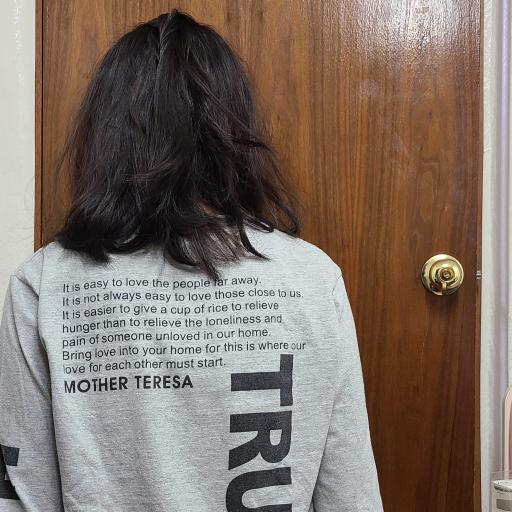 It is easy to love the people far away.
It is not always easy to love those close to us.
It is easier to give a cup of rice to relieve
hunger than to relieve the loneliness and
pain of someone unloved in our home.
Bring love into your home for this is where our
love for each other must start.
MOTHER TERESA
TRU